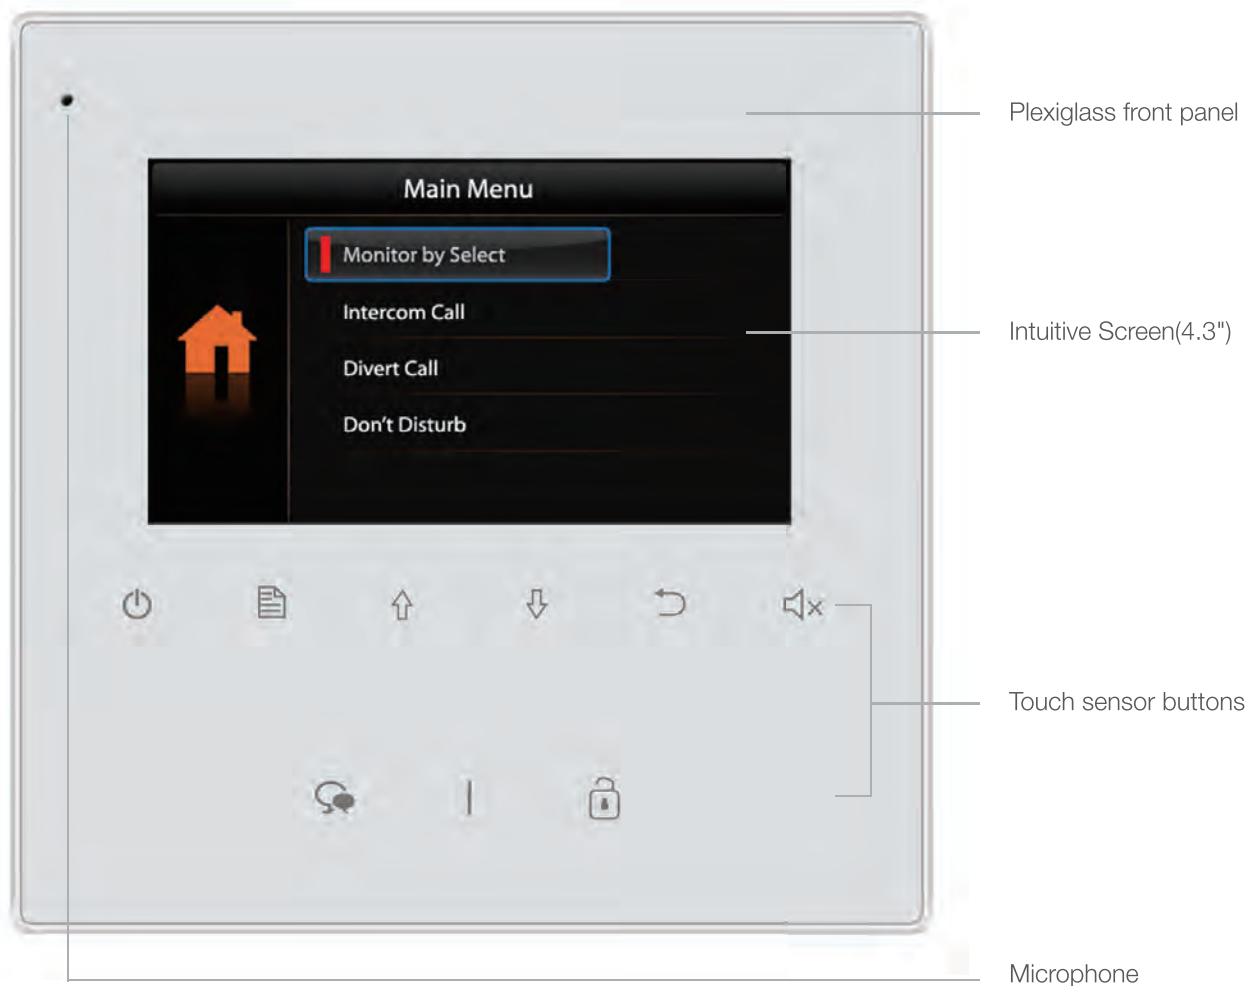 Plexiglass front panel
Main Menu
Monitor by Select
Intercom Call
Intuitive Screen(4.3")
Divert Call
Don't Disturb
Touch sensor buttons
Microphone